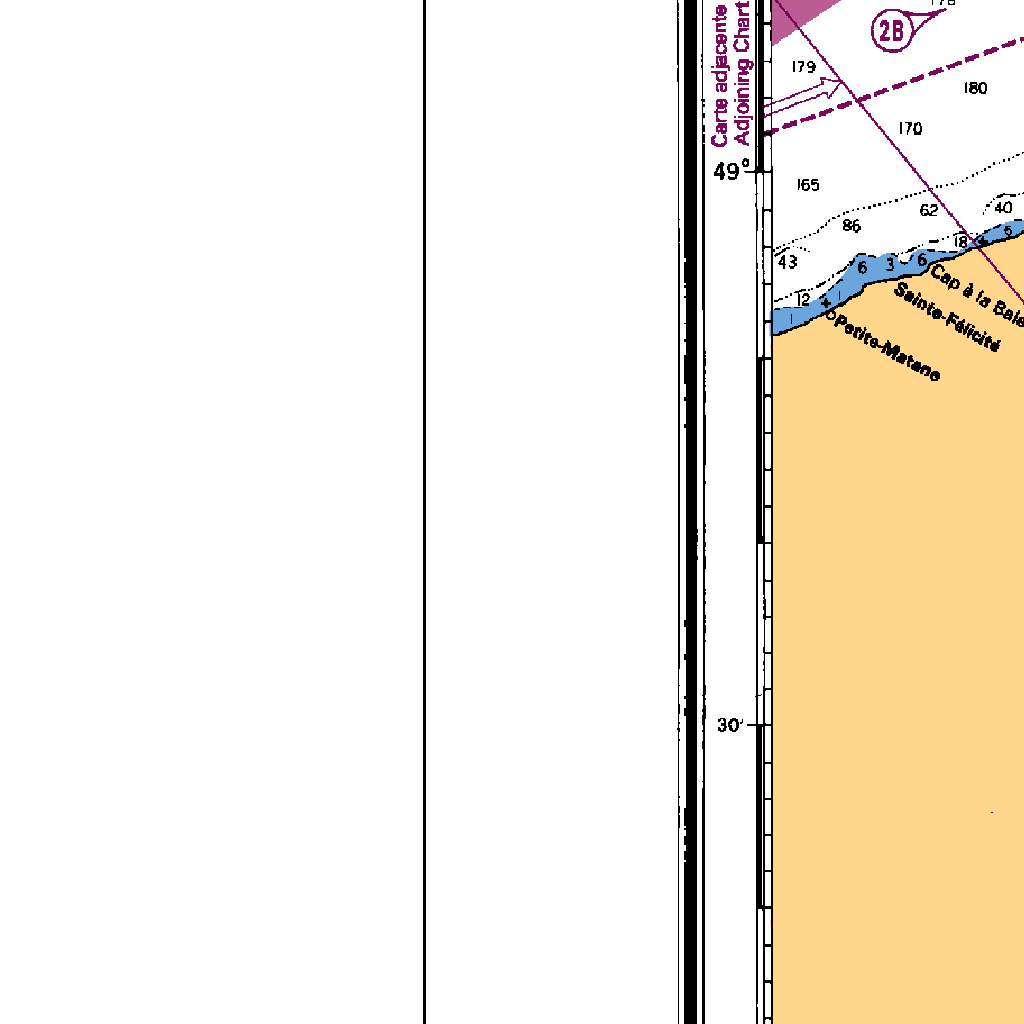 Carte adjacente
Adjoining Chart
2B
179
180
170
49°
165
62
40
86
18
5
43
6
3
6
12
Cap à la Bale
Sainte-Félicité
Petite-Matane
30'